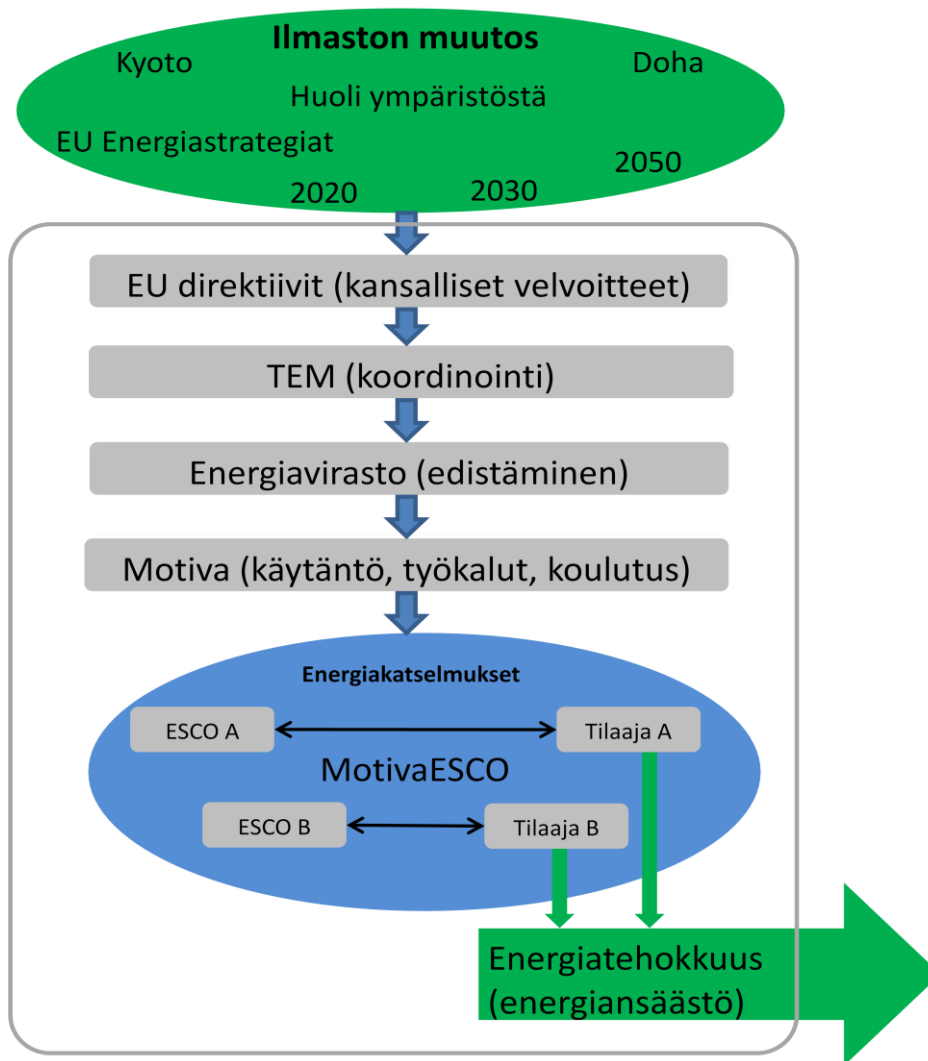 Ilmaston muutos
Kyoto
Doha
Huoli ympäristöstä
EU Energiastrategiat
2020
2030
2050
EU direktiivit (kansalliset velvoitteet)
TEM (koordinointi)
Energiavirasto (edistäminen)
Motiva (käytäntö, työkalut, koulutus)
Energiakatselmukset
ESCO A
Tilaaja A
MotivaESCO
ESCO B
Tilaaja B
Energiatehokkuus
(energiansäästö)